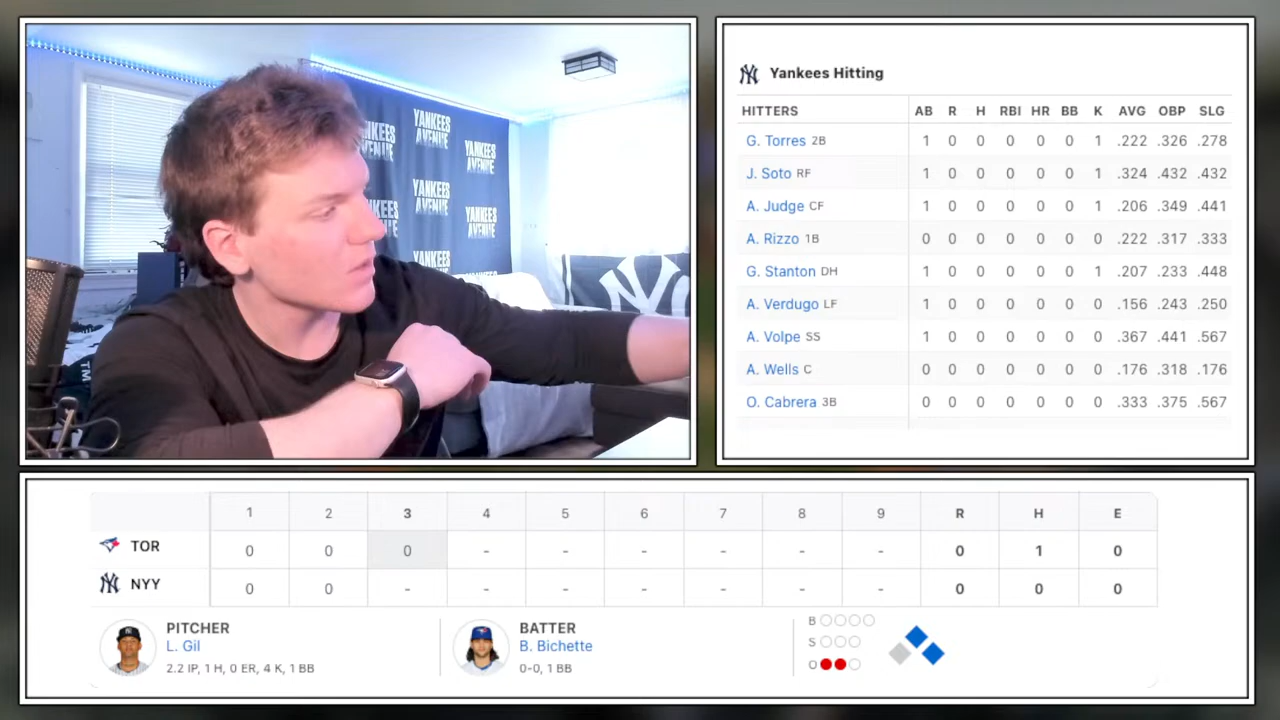 YANKEES
AVENUE
YANKEES
AVENUE
NKEES
VENUE
YANKEES
AVENUE
YANKEES
AVENUE
NKEES
ENUE
YANKEES
NY
TM
NY Yankees Hitting
HITTERS AB R H RBI HR BB K AVG OBP SLG
G. Torres 2B 1 0 0 0 0 0 1 .222 .326 .278
J. Soto RF 1 0 0 0 0 0 1 .324 .432 .432
A. Judge CF 1 0 0 0 0 0 1 .206 .349 .441
A. Rizzo 1B 0 0 0 0 0 0 0 .222 .317 .333
G. Stanton DH 1 0 0 0 0 0 1 .207 .233 .448
A. Verdugo LF 1 0 0 0 0 0 0 .156 .243 .250
A. Volpe SS 1 0 0 0 0 0 0 .367 .441 .567
A. Wells C 0 0 0 0 0 0 0 .176 .318 .176
O. Cabrera 3B 0 0 0 0 0 0 0 .333 .375 .567
1 2 3 4 5 6 7 8 9 R H E
TOR 0 0 0 - - - - - - 0 1 0
NY NYY 0 0 - - - - - - - 0 0 0
PITCHER
L. Gil
2.2 IP, 1 H, 0 ER, 4 K, 1 BB
BATTER
B. Bichette
0-0, 1 BB
B
S
O